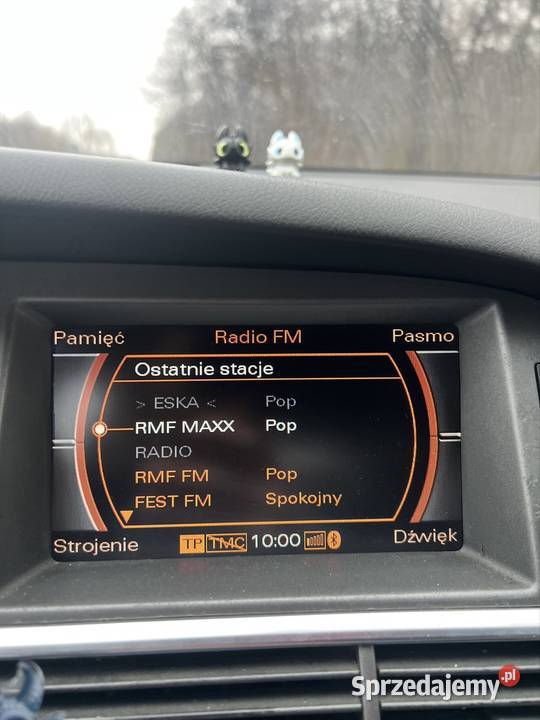 Pamięć Radio FM Pasmo
Ostatnie stacje
> ESKA < Pop
RMF MAXX Pop
RADIO
RMF FM Pop
FEST FM Spokojny
Strojenie TP TMC 10:00 Dźwięk
Sprzedajemy.pl